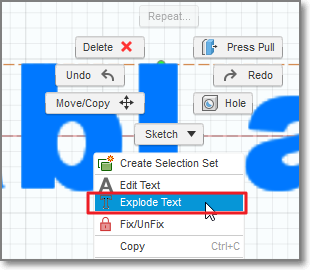 Repeat...
Delete
Press Pull
Undo
Redo
Move/Copy
Hole
Sketch
bla
Create Selection Set
A Edit Text
Explode Text
Fix/UnFix
Copy Ctrl+C